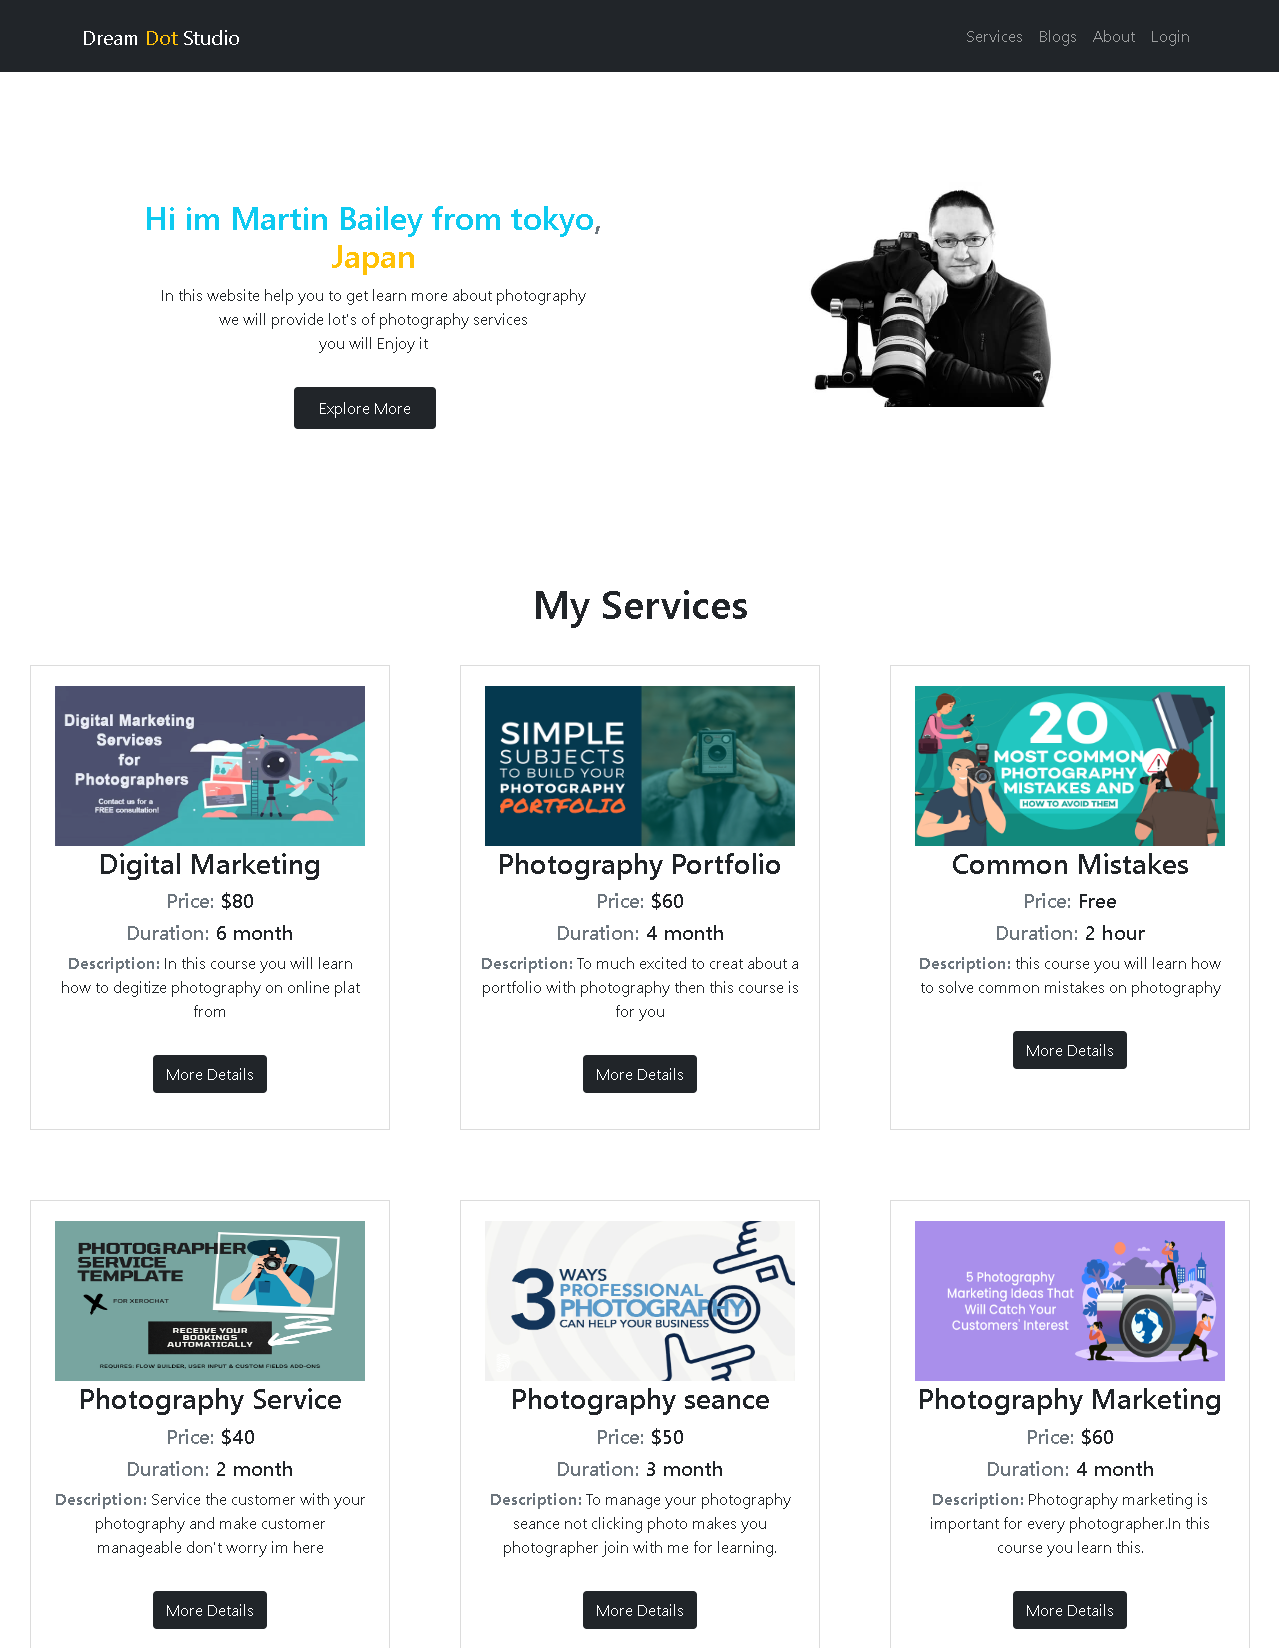 Dream Dot Studio
Services Blogs About Login
Hi im Martin Bailey from tokyo,
Japan
In this website help you to get learn more about photography
we will provide lot's of photography services
you will Enjoy it
Explore More
My Services
Digital Marketing
Services
for
Photographers
Contact us for a
FREE consultation!
Digital Marketing
Price: $80
Duration: 6 month
Description: In this course you will learn
how to degitize photography on online plat
from
More Details
SIMPLE
SUBJECTS
TO BUILD YOUR
PHOTOGRAPHY
PORTFOLIO
Photography Portfolio
Price: $60
Duration: 4 month
Description: To much excited to creat about a
portfolio with photography then this course is
for you
More Details
20
MOST COMMON
PHOTOGRAPHY
MISTAKES AND
HOW TO AVOID THEM
Common Mistakes
Price: Free
Duration: 2 hour
Description: this course you will learn how
to solve common mistakes on photography
More Details
PHOTOGRAPHER
SERVICE
TEMPLATE
FOR XEROCHAT
RECEIVE YOUR
BOOKINGS
AUTOMATICALLY
REQUIRES: FLOW BUILDER, USER INPUT & CUSTOM FIELDS ADD-ONS
Photography Service
Price: $40
Duration: 2 month
Description: Service the customer with your
photography and make customer
manageable don't worry im here
More Details
3 WAYS
PROFESSIONAL
PHOTOGRAPHY
CAN HELP YOUR BUSINESS
Photography seance
Price: $50
Duration: 3 month
Description: To manage your photography
seance not clicking photo makes you
photographer join with me for learning.
More Details
5 Photography
Marketing Ideas That
Will Catch Your
Customers' Interest
Photography Marketing
Price: $60
Duration: 4 month
Description: Photography marketing is
important for every photographer.In this
course you learn this.
More Details